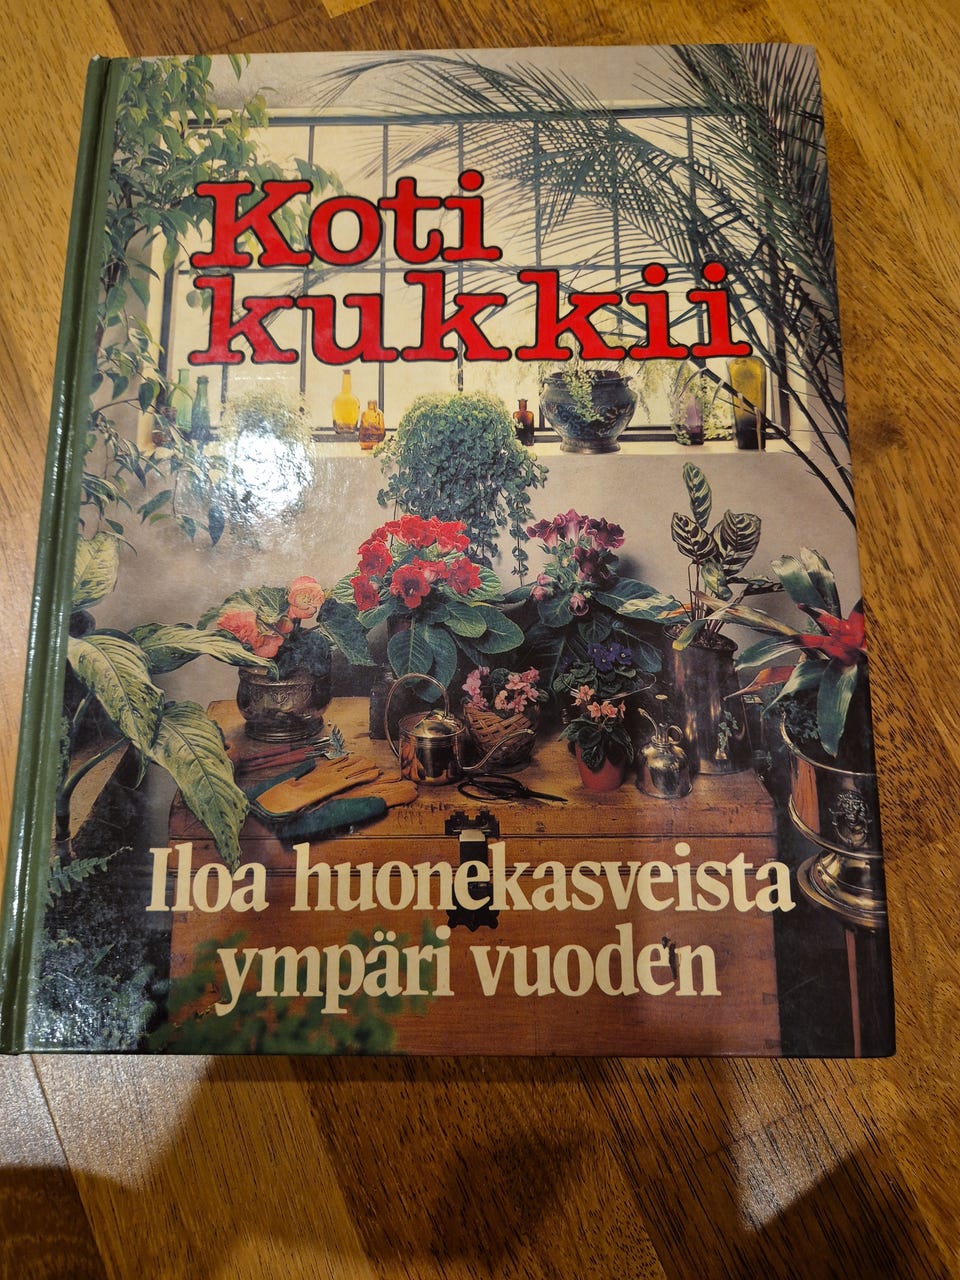 Koti
kukkii
Iloa huonekasveista
ympäri vuoden